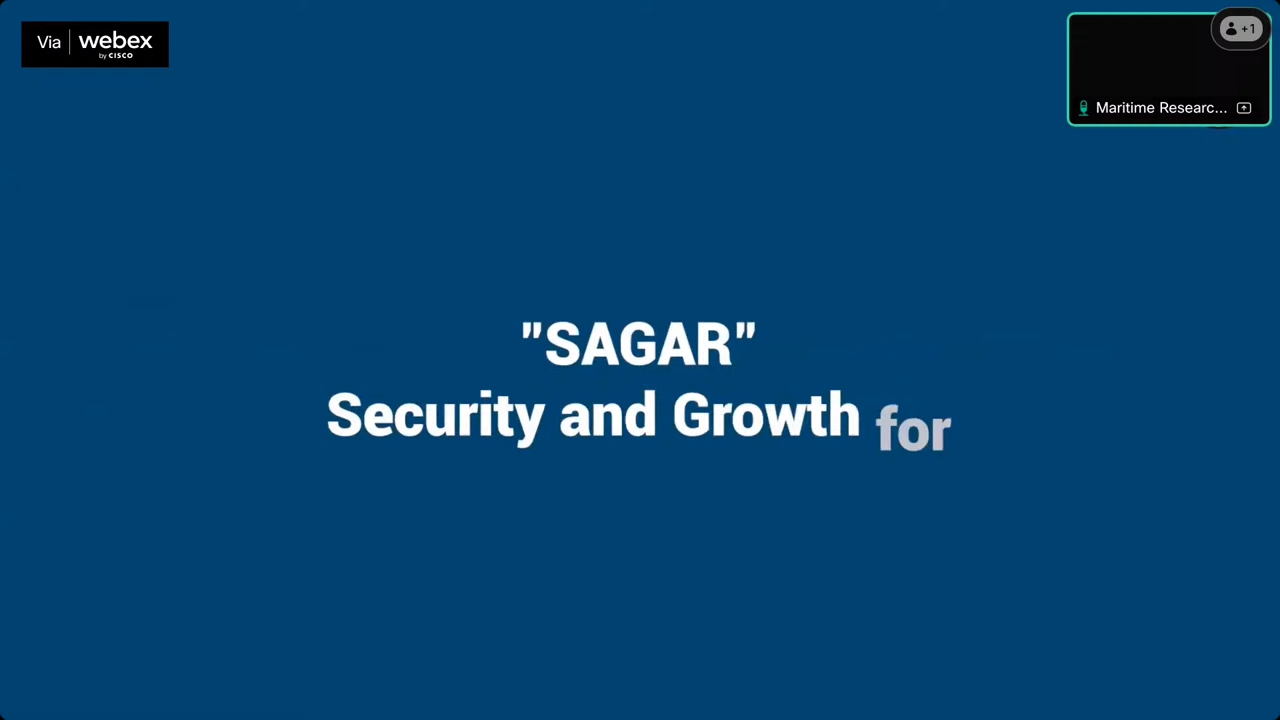 Via webex
by CISCO
+1
Maritime Researc...
"SAGAR"
Security and Growth for